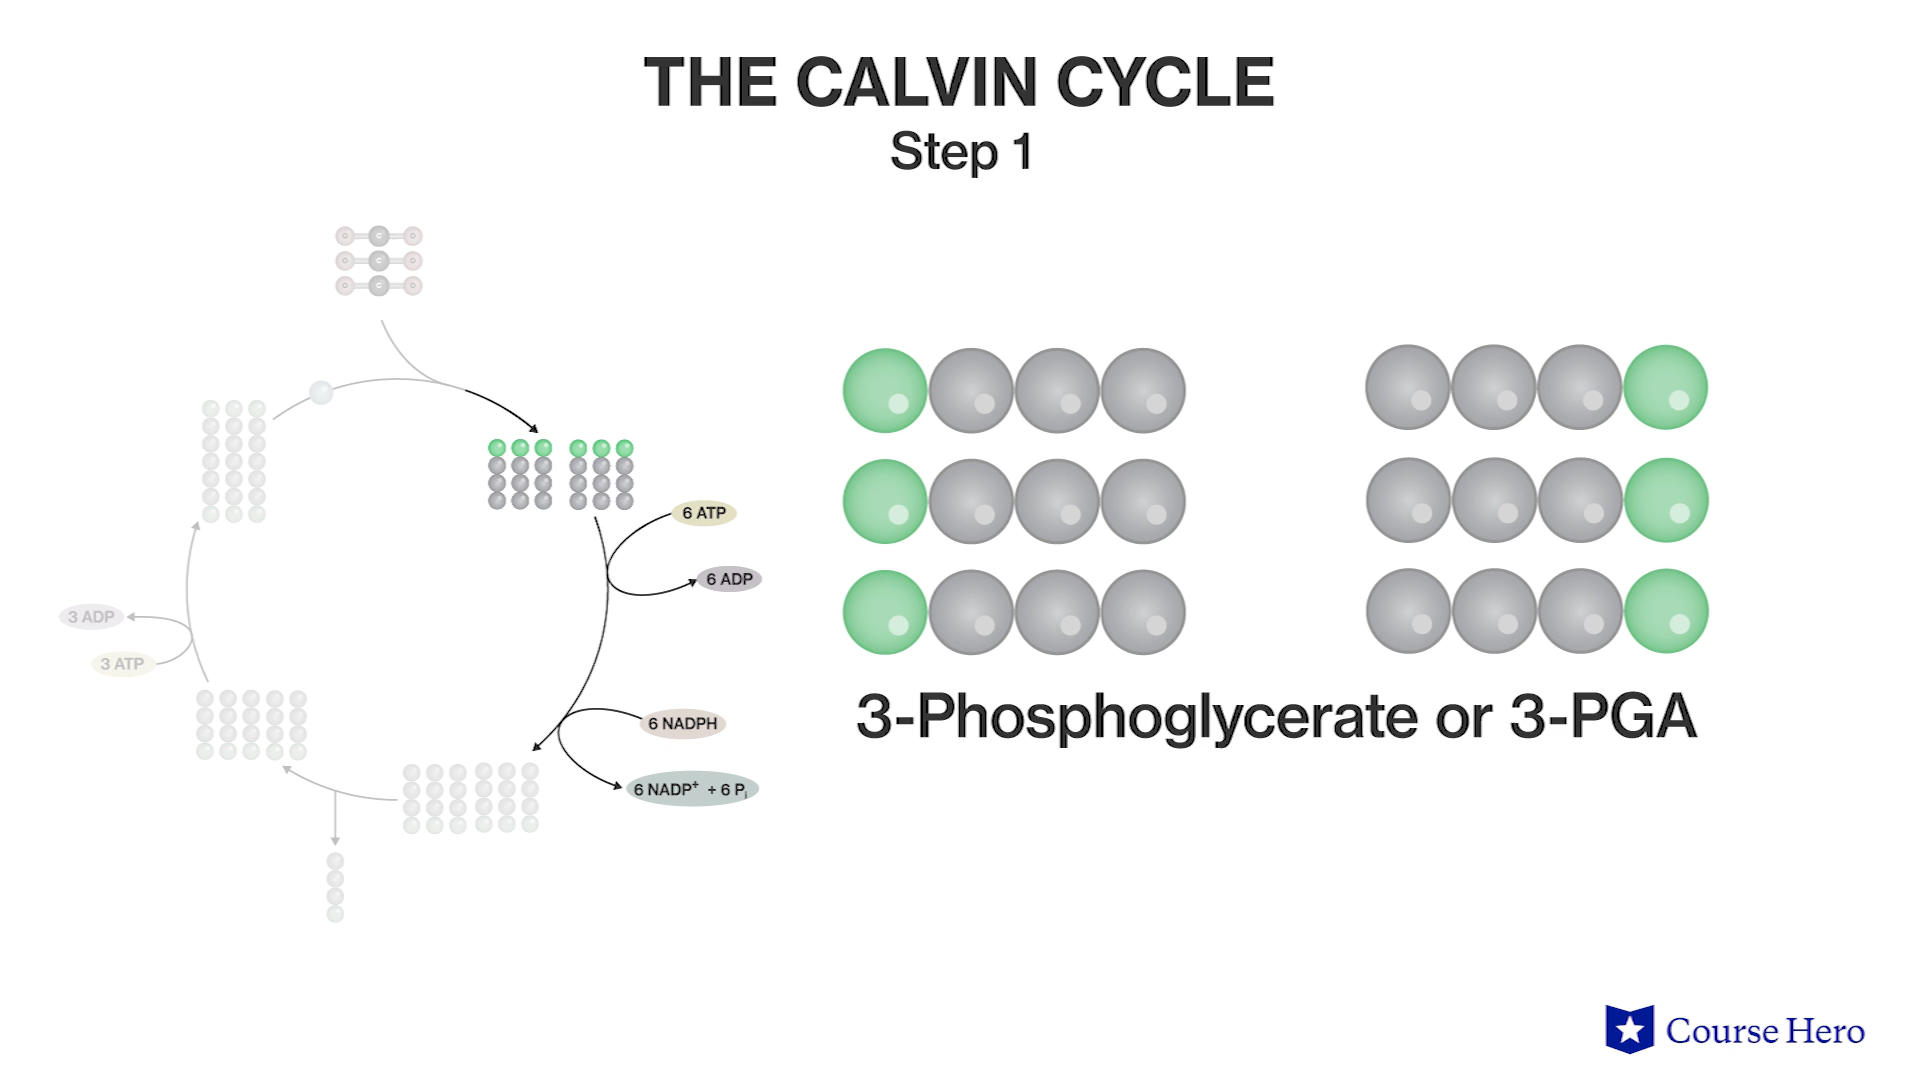 THE CALVIN CYCLE
Step 1
O C O
O C O
O C O
6 ATP
6 ADP
3 ADP
3 ATP
6 NADPH
6 NADP⁺ + 6 Pᵢ
3-Phosphoglycerate or 3-PGA
Course Hero